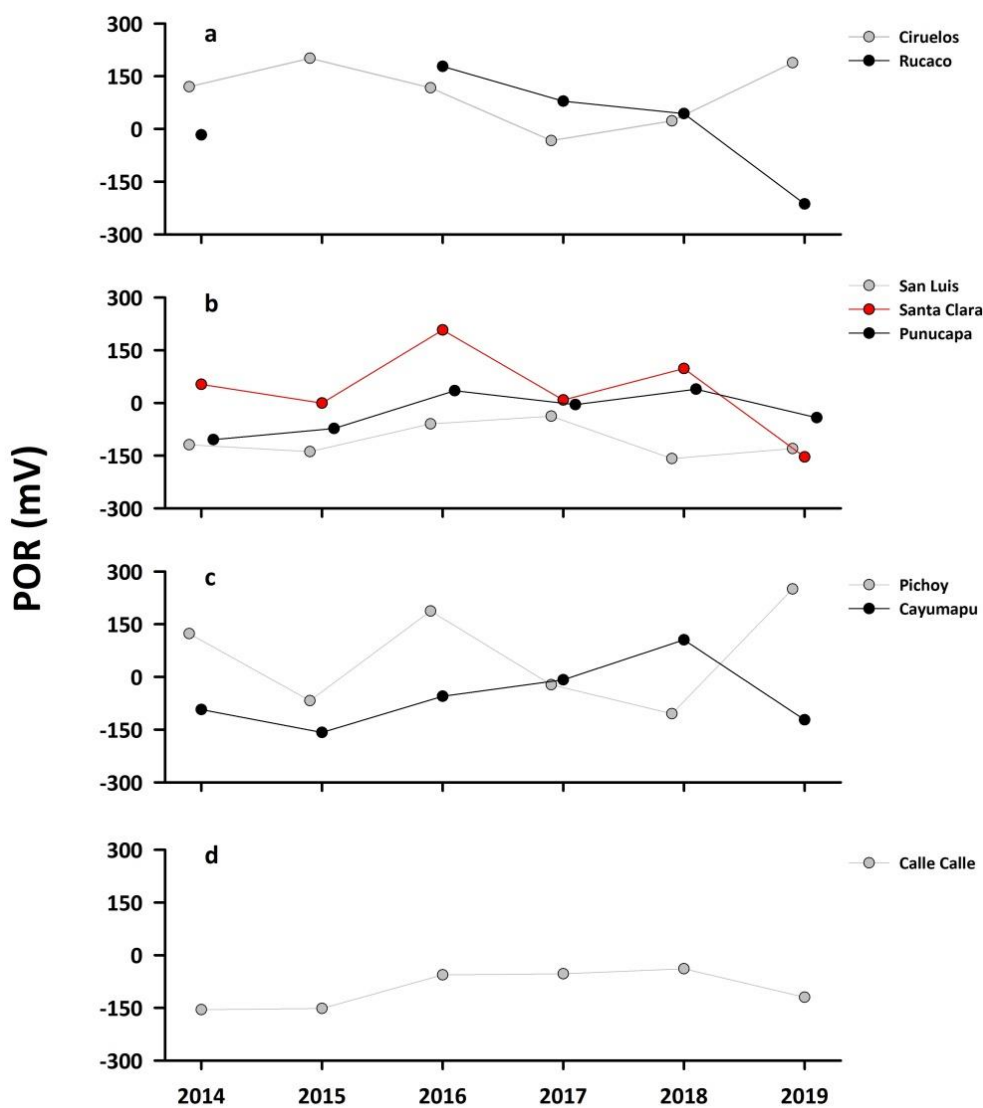 POR (mV)
a
300
150
0
-150
-300
Ciruelos
Rucaco
b
300
150
0
-150
-300
San Luis
Santa Clara
Punucapa
c
300
150
0
-150
-300
Pichoy
Cayumapu
d
300
150
0
-150
-300
Calle Calle
2014 2015 2016 2017 2018 2019